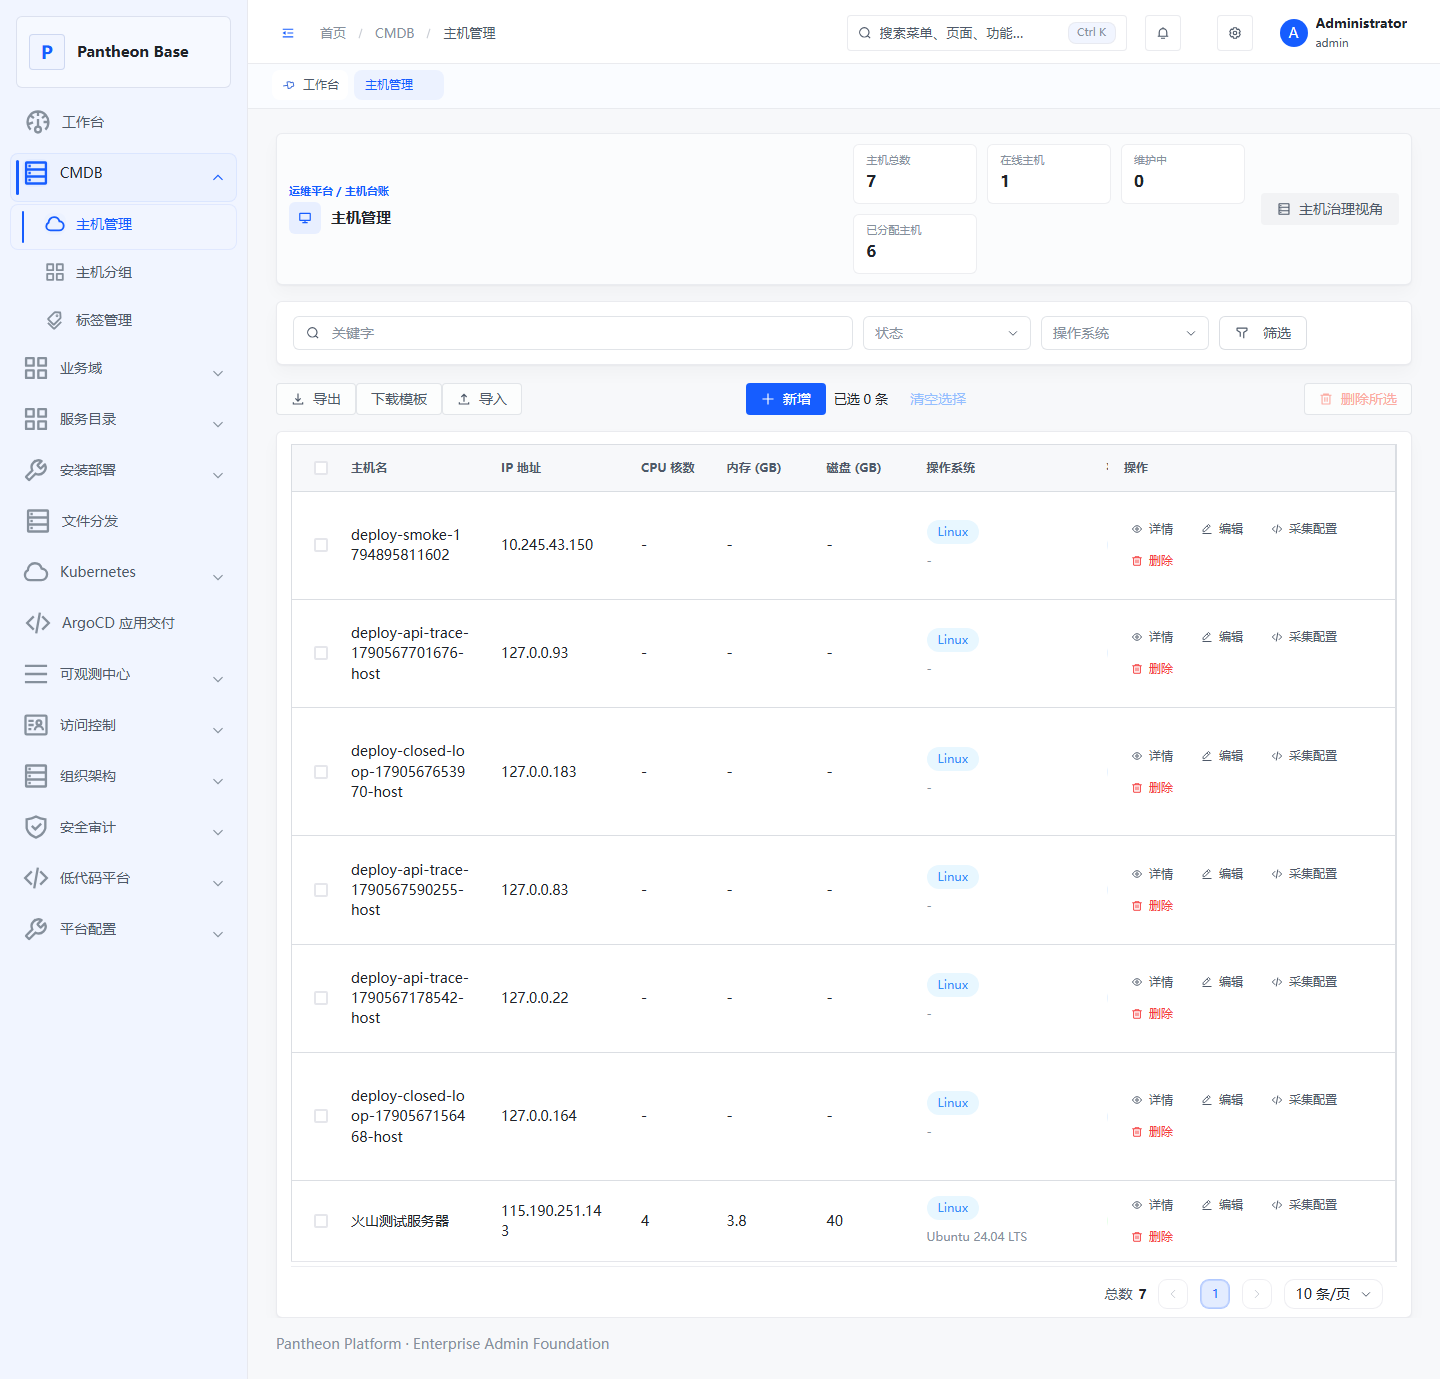 P Pantheon Base
工作台
CMDB
主机管理
主机分组
标签管理
业务域
服务目录
安装部署
文件分发
Kubernetes
ArgoCD 应用交付
可观测中心
访问控制
组织架构
安全审计
低代码平台
平台配置
首页 / CMDB / 主机管理
搜索菜单、页面、功能... Ctrl K
A Administrator
admin
工作台 主机管理
运维平台 / 主机台账
主机管理
主机总数
7
在线主机
1
维护中
0
已分配主机
6
主机治理视角
关键字 状态 操作系统 筛选
导出 下载模板 导入 新增 已选 0 条 清空选择 删除所选
主机名 IP 地址 CPU 核数 内存 (GB) 磁盘 (GB) 操作系统 操作
deploy-smoke-1
794895811602
10.245.43.150 - - -
Linux
-
详情 编辑 采集配置
删除
deploy-api-trace-
1790567701676-
host
127.0.0.93 - - -
Linux
-
详情 编辑 采集配置
删除
deploy-closed-lo
op-17905676539
70-host
127.0.0.183 - - -
Linux
-
详情 编辑 采集配置
删除
deploy-api-trace-
1790567590255-
host
127.0.0.83 - - -
Linux
-
详情 编辑 采集配置
删除
deploy-api-trace-
1790567178542-
host
127.0.0.22 - - -
Linux
-
详情 编辑 采集配置
删除
deploy-closed-lo
op-17905671564
68-host
127.0.0.164 - - -
Linux
-
详情 编辑 采集配置
删除
火山测试服务器
115.190.251.14
3
4 3.8 40
Linux
Ubuntu 24.04 LTS
详情 编辑 采集配置
删除
总数 7 1 10 条/页
Pantheon Platform · Enterprise Admin Foundation